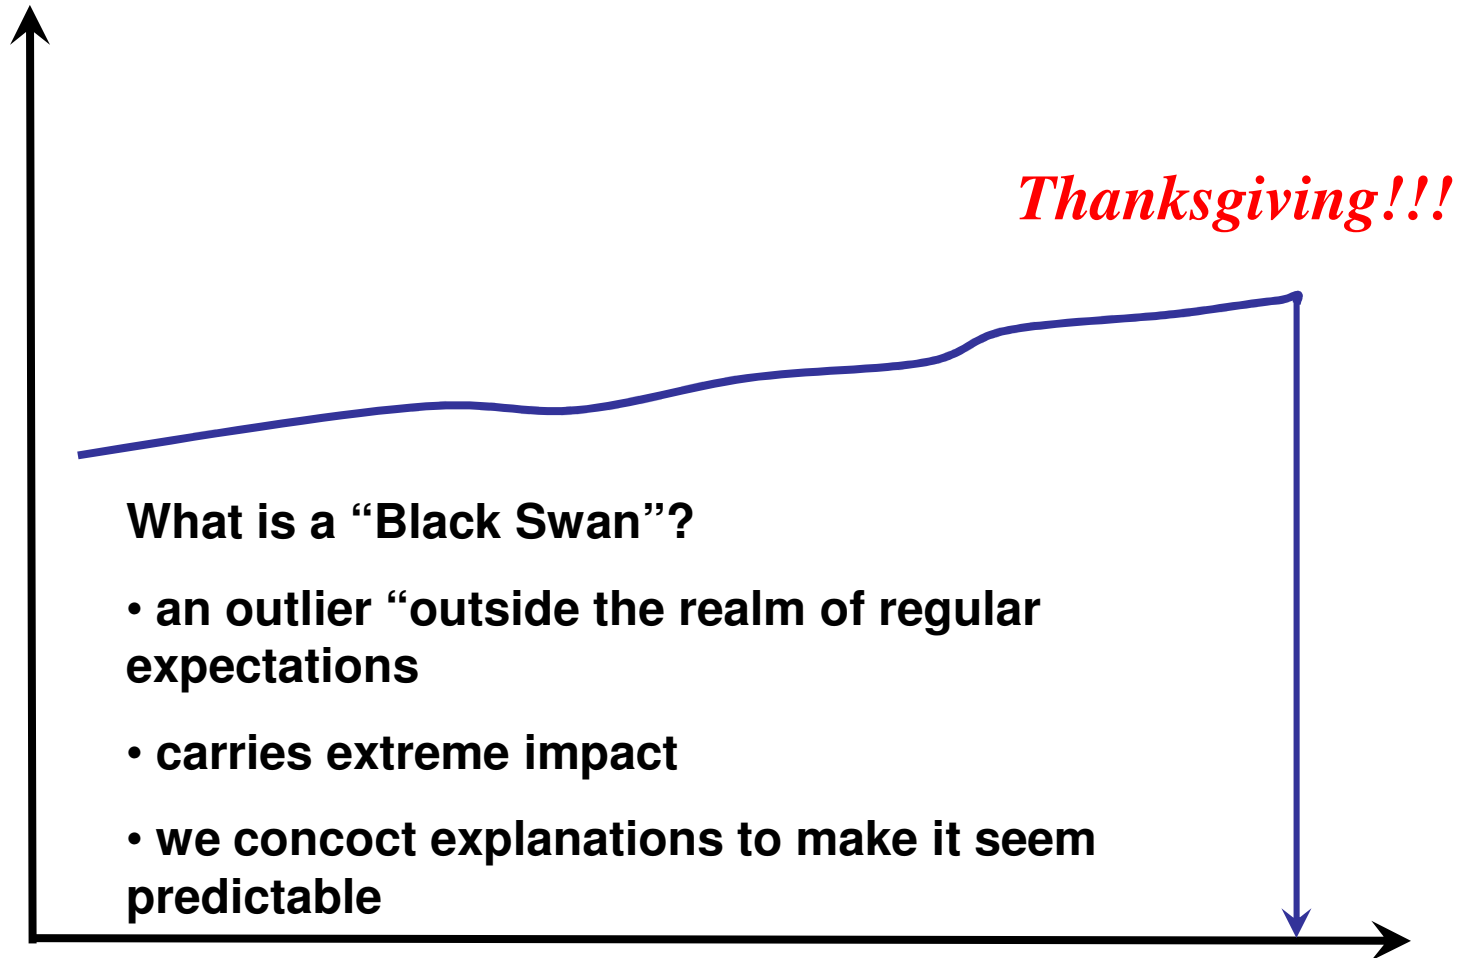 Thanksgiving!!!
What is a “Black Swan”?
• an outlier “outside the realm of regular
expectations
• carries extreme impact
• we concoct explanations to make it seem
predictable